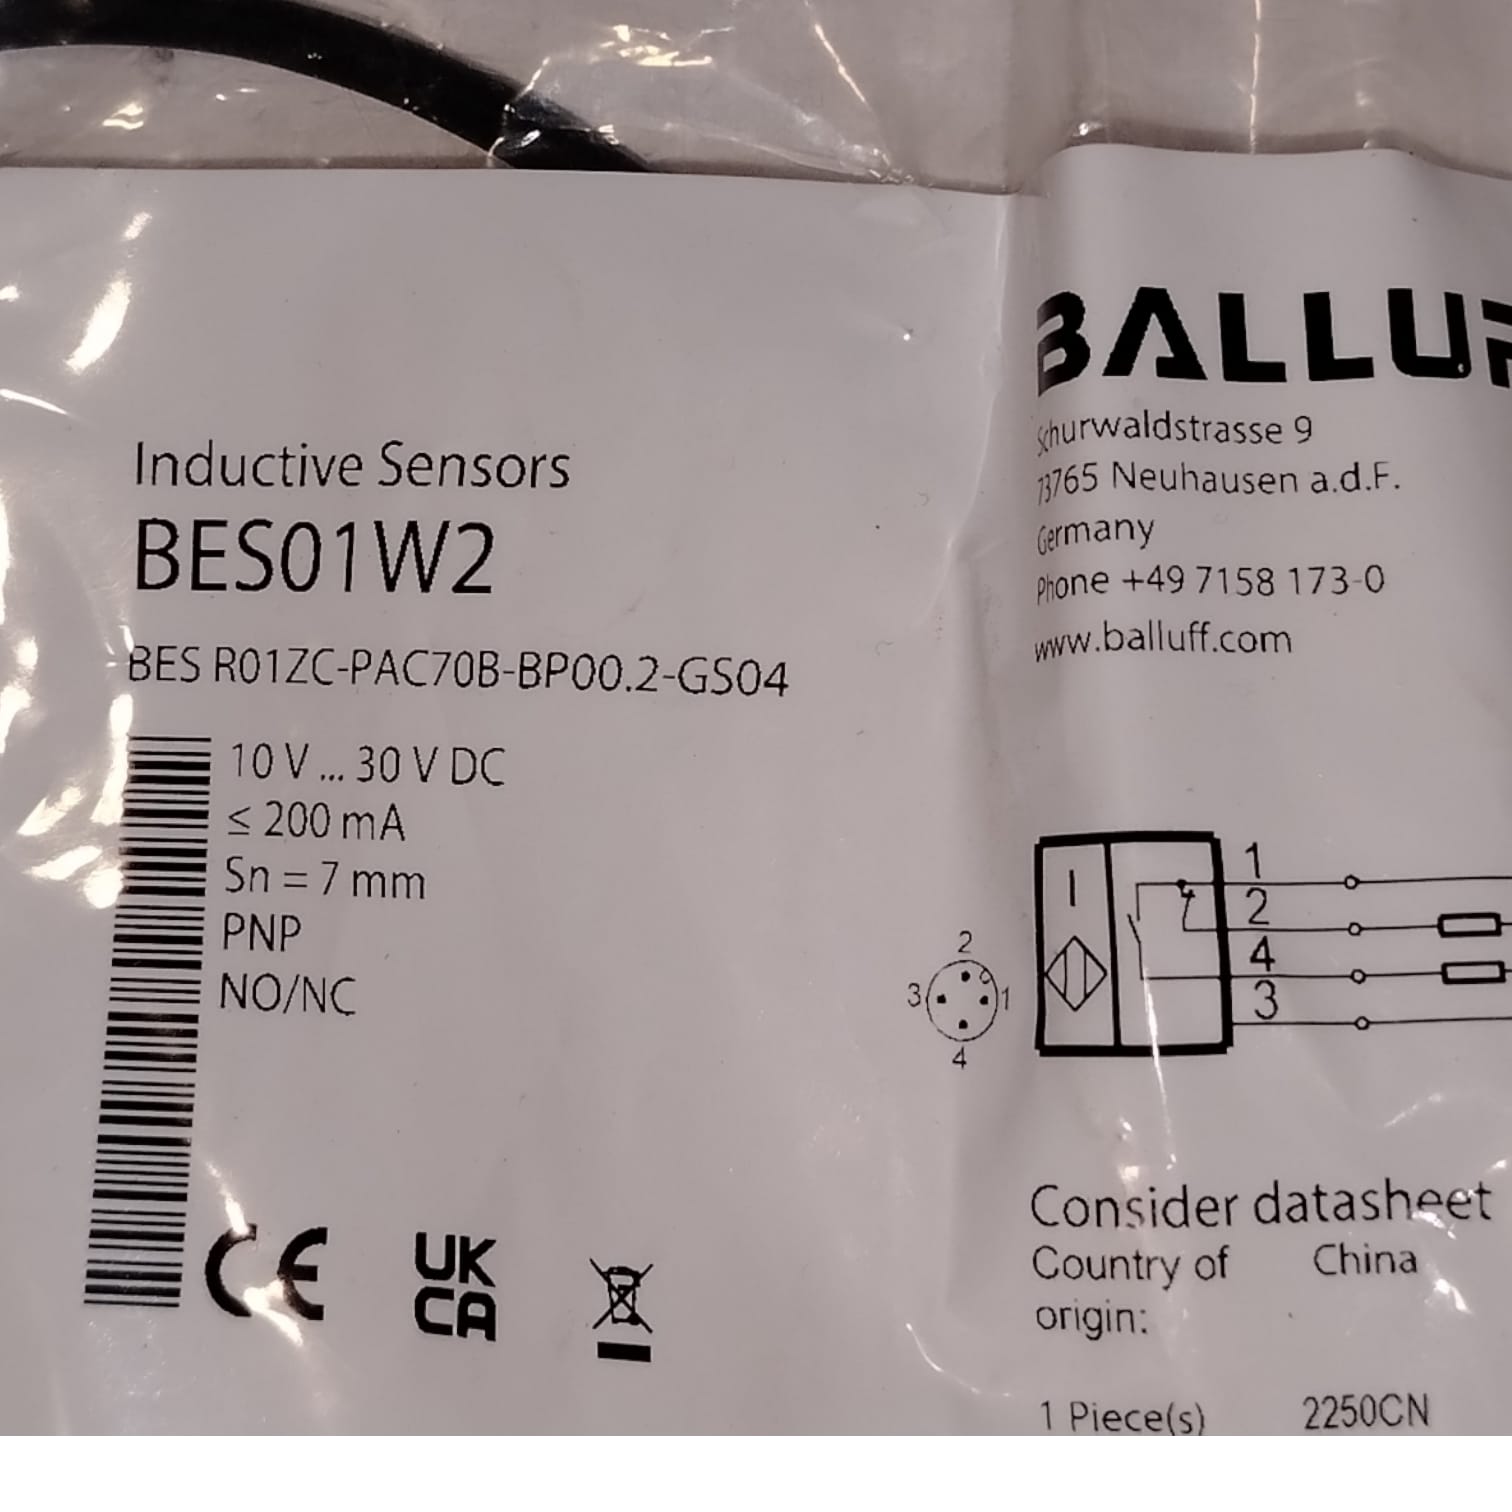 Inductive Sensors
BES01W2
BES R01ZC-PAC70B-BP00.2-GS04
10 V ... 30 V DC
≤ 200 mA
Sn = 7 mm
PNP
NO/NC
CE
UK
CA
BALLUF
Schurwaldstrasse 9
73765 Neuhausen a.d.F.
Germany
Phone +49 7158 173-0
www.balluff.com
1
2
4
3
2
3
1
4
Consider datasheet
Country of China
origin:
1 Piece(s) 2250CN